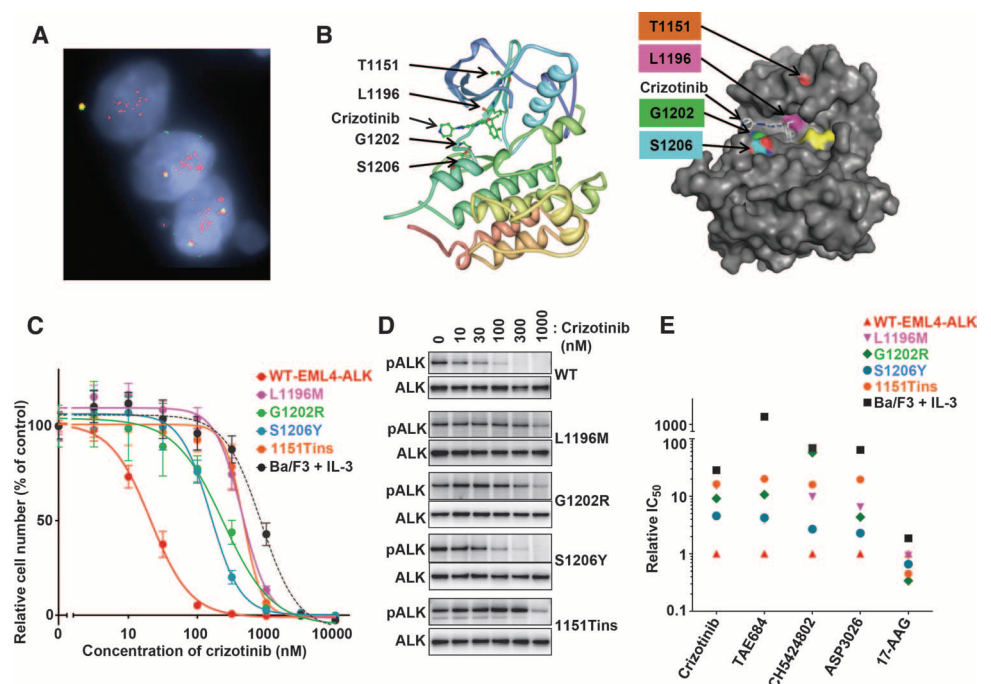 A
B
T1151
L1196
Crizotinib
G1202
S1206
T1151
L1196
Crizotinib
G1202
S1206
C
Relative cell number (% of control)
100
50
0
0
10
100
1000
10000
Concentration of crizotinib (nM)
WT-EML4-ALK
L1196M
G1202R
S1206Y
1151Tins
Ba/F3 + IL-3
D
0 10 30 100 300 1000 : Crizotinib
(nM)
pALK
ALK
WT
pALK
ALK
L1196M
pALK
ALK
G1202R
pALK
ALK
S1206Y
pALK
ALK
1151Tins
E
WT-EML4-ALK
L1196M
G1202R
S1206Y
1151Tins
Ba/F3 + IL-3
Relative IC50
1000
100
10
1
0.1
Crizotinib
TAE684
CH5424802
ASP3026
17-AAG